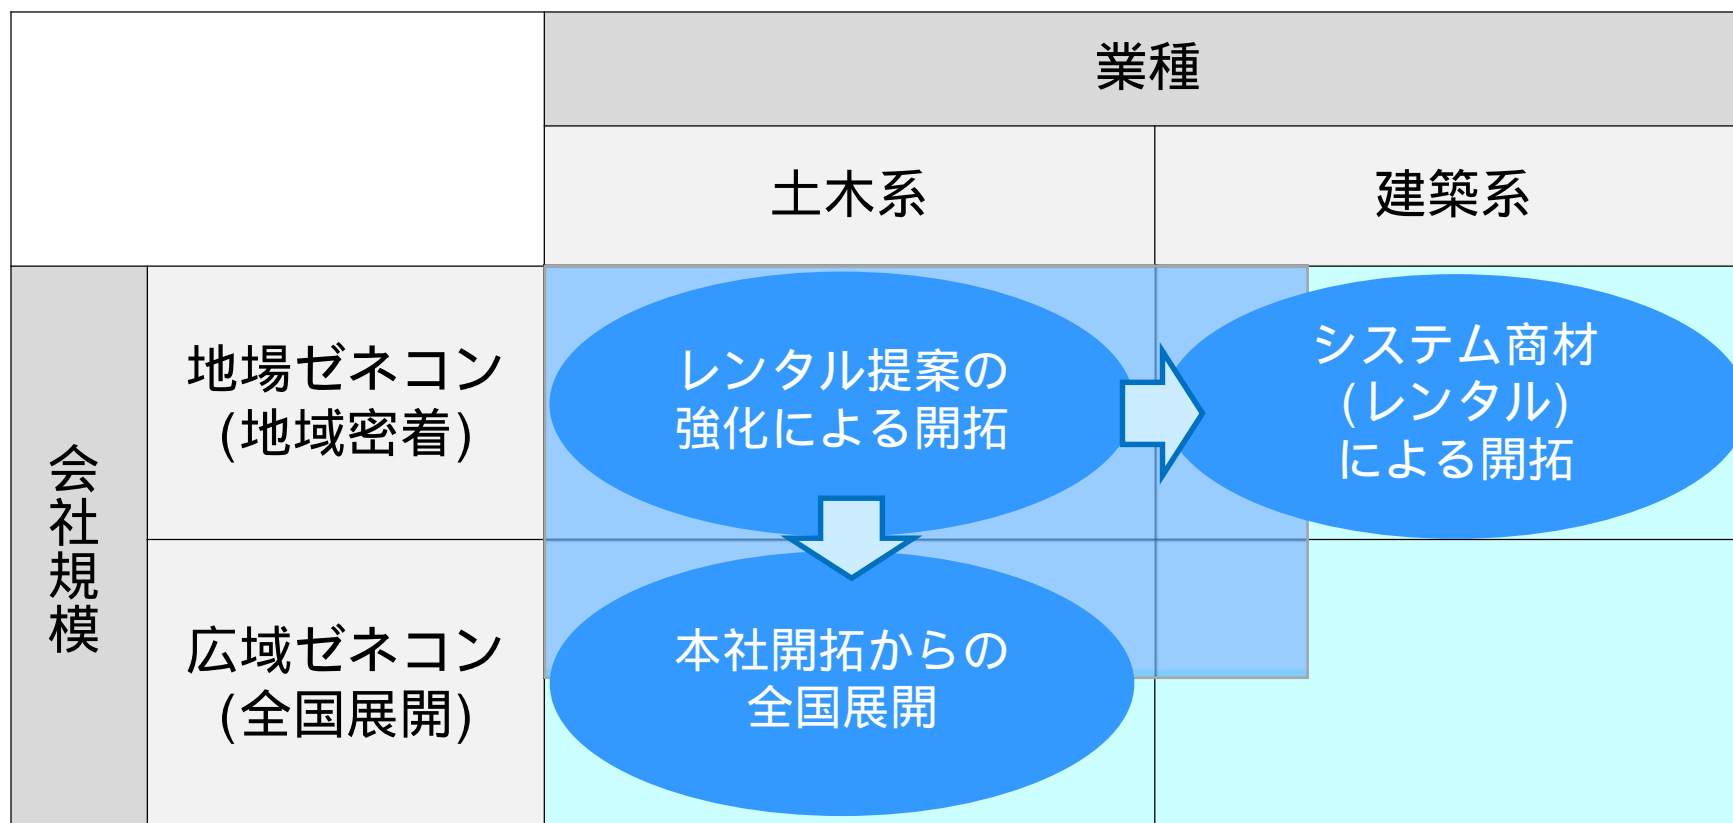 業種
土木系
建築系
会社規模
地場ゼネコン
(地域密着)
レンタル提案の
強化による開拓
システム商材
(レンタル)
による開拓
広域ゼネコン
(全国展開)
本社開拓からの
全国展開